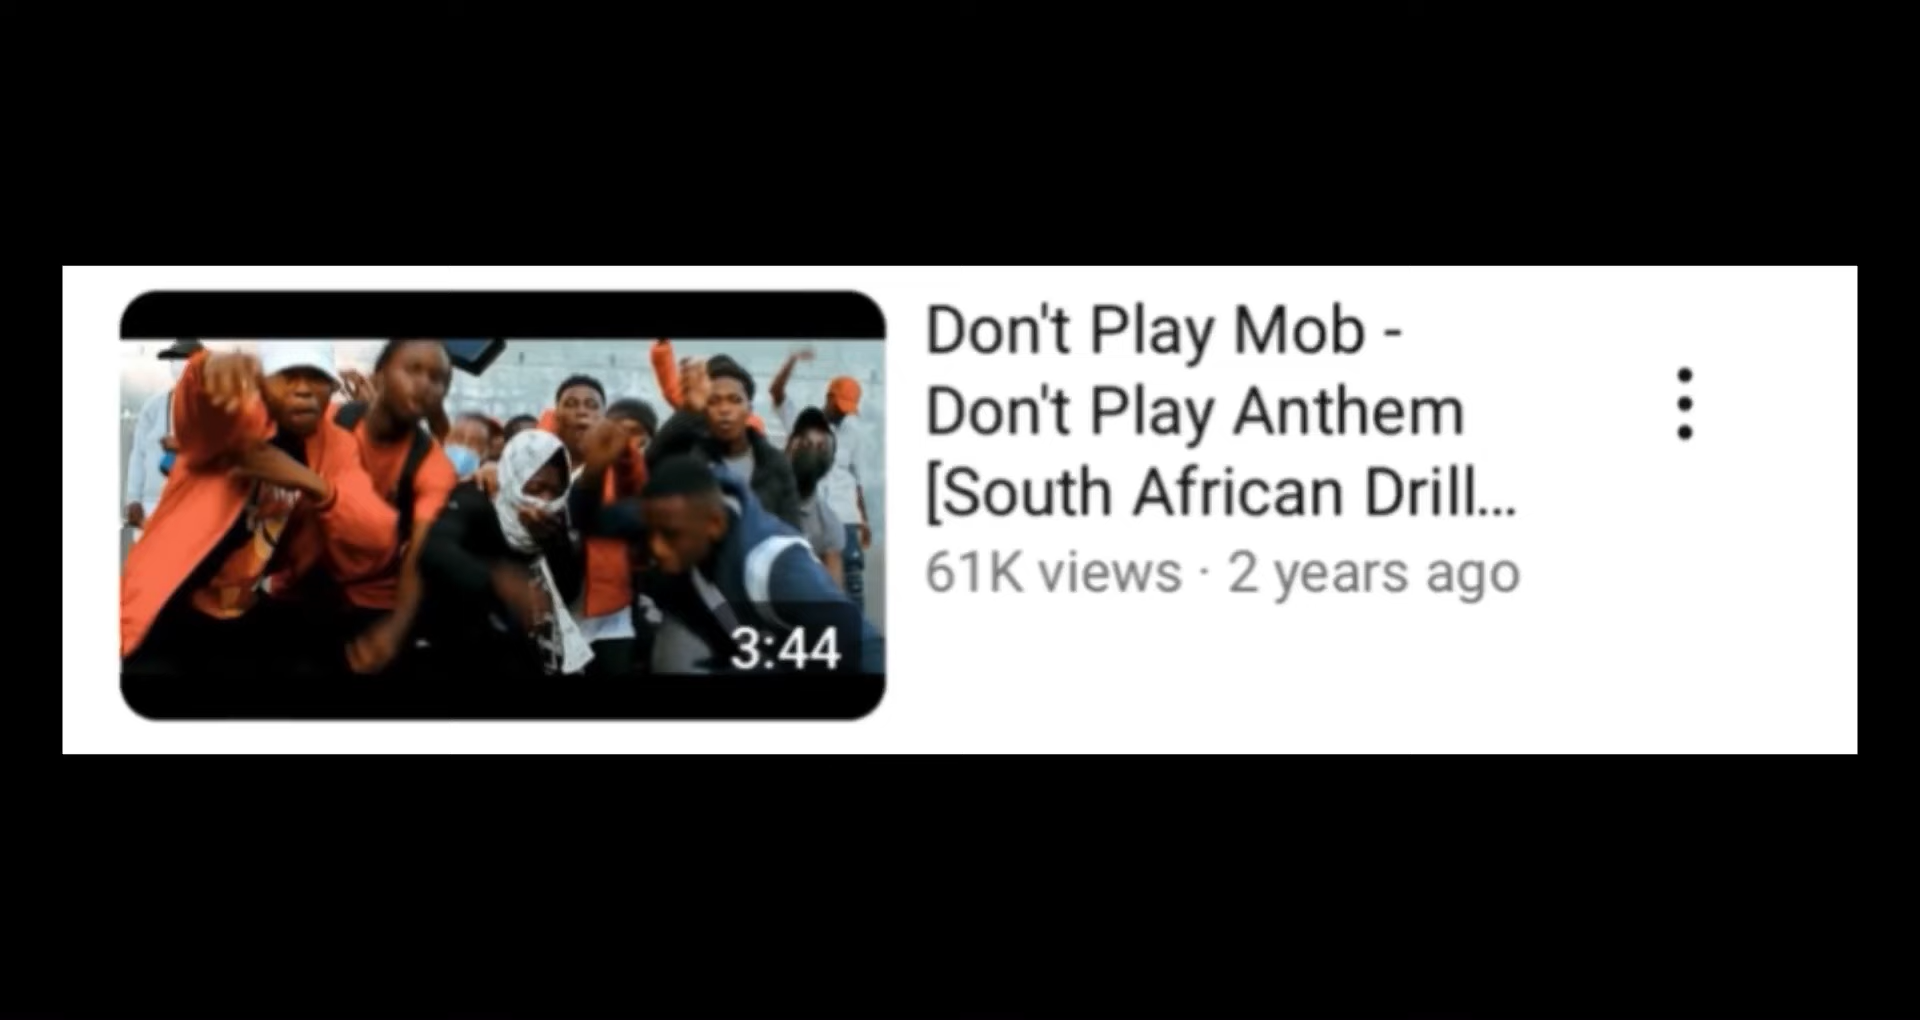 Don't Play Mob -
Don't Play Anthem
[South African Drill...
61K views · 2 years ago
3:44